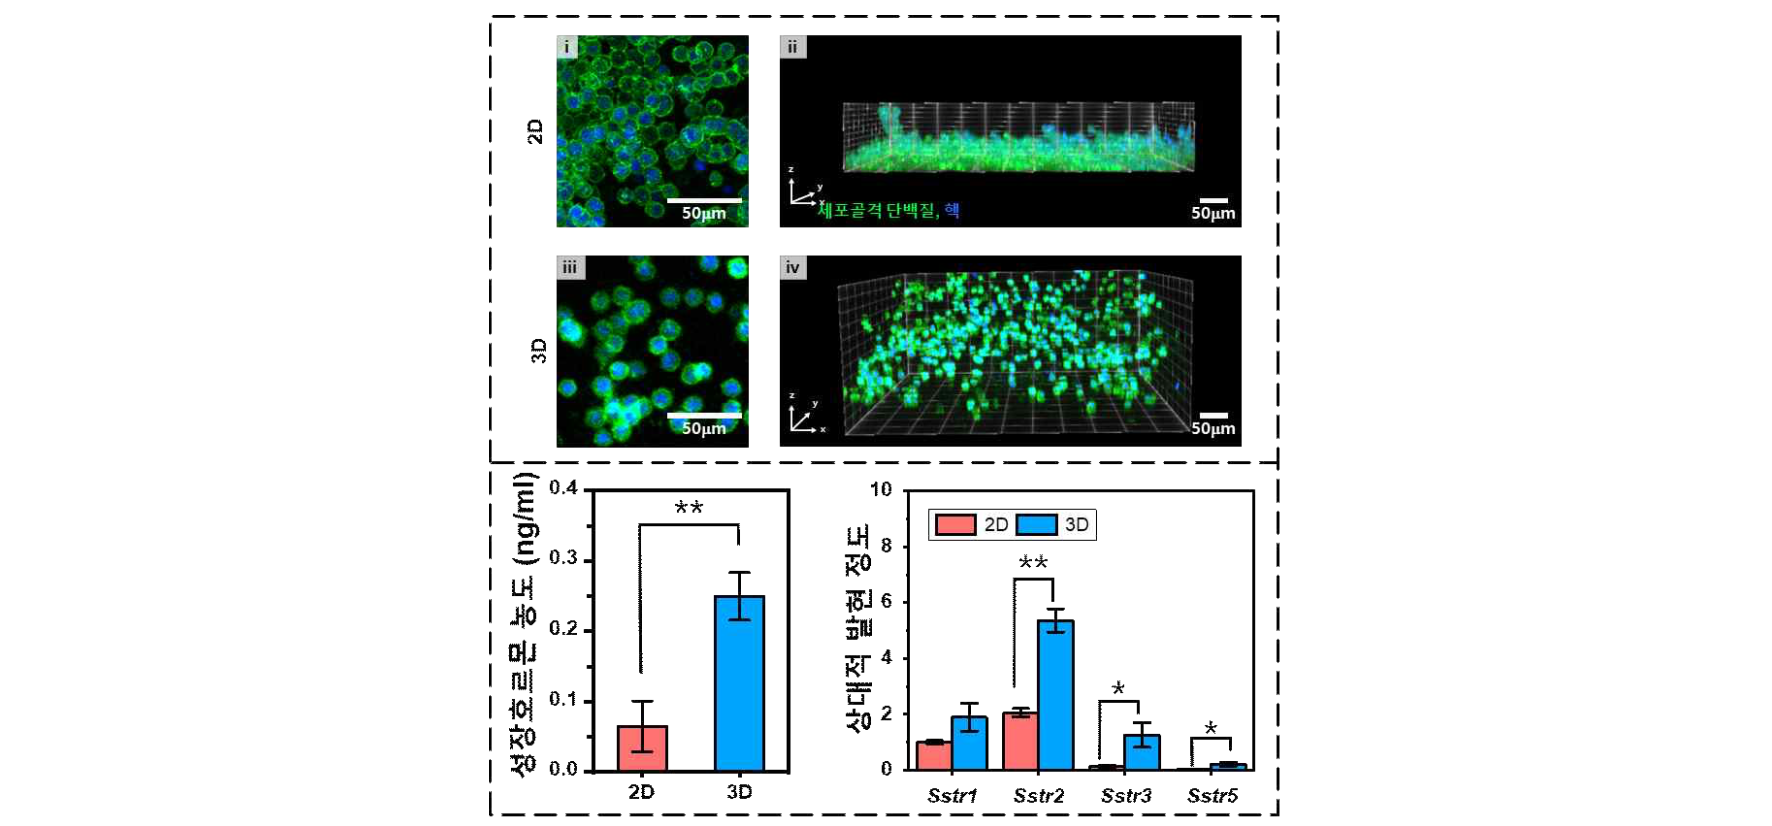 i
ii
2D
z
y
x
50μm
세포골격 단백질, 핵
50μm
iii
iv
3D
z
y
x
50μm
50μm
성장호르몬 농도 (ng/ml)
0.4
0.3
0.2
0.1
0.0
**
2D
3D
상대적 발현 정도
10
8
6
4
2
0
2D
3D
**
*
*
Sstr1
Sstr2
Sstr3
Sstr5